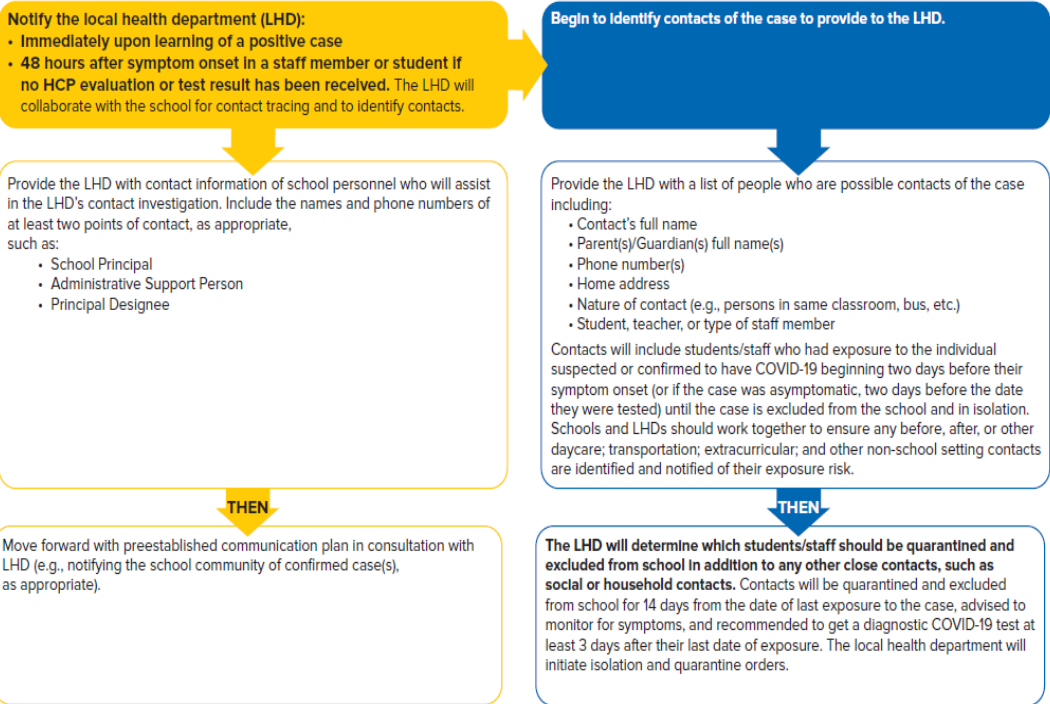 Notify the local health department (LHD):
• Immediately upon learning of a positive case
• 48 hours after symptom onset in a staff member or student if
no HCP evaluation or test result has been received. The LHD will
collaborate with the school for contact tracing and to identify contacts.
Begin to identify contacts of the case to provide to the LHD.
Provide the LHD with contact information of school personnel who will assist
in the LHD's contact investigation. Include the names and phone numbers of
at least two points of contact, as appropriate,
such as:
• School Principal
• Administrative Support Person
• Principal Designee
Provide the LHD with a list of people who are possible contacts of the case
including:
• Contact's full name
• Parent(s)/Guardian(s) full name(s)
• Phone number(s)
• Home address
• Nature of contact (e.g., persons in same classroom, bus, etc.)
• Student, teacher, or type of staff member
Contacts will include students/staff who had exposure to the individual
suspected or confirmed to have COVID-19 beginning two days before their
symptom onset (or if the case was asymptomatic, two days before the date
they were tested) until the case is excluded from the school and in isolation.
Schools and LHDs should work together to ensure any before, after, or other
daycare; transportation; extracurricular; and other non-school setting contacts
are identified and notified of their exposure risk.
THEN
THEN
Move forward with preestablished communication plan in consultation with
LHD (e.g., notifying the school community of confirmed case(s),
as appropriate).
The LHD will determine which students/staff should be quarantined and
excluded from school in addition to any other close contacts, such as
social or household contacts. Contacts will be quarantined and excluded
from school for 14 days from the date of last exposure to the case, advised to
monitor for symptoms, and recommended to get a diagnostic COVID-19 test at
least 3 days after their last date of exposure. The local health department will
initiate isolation and quarantine orders.